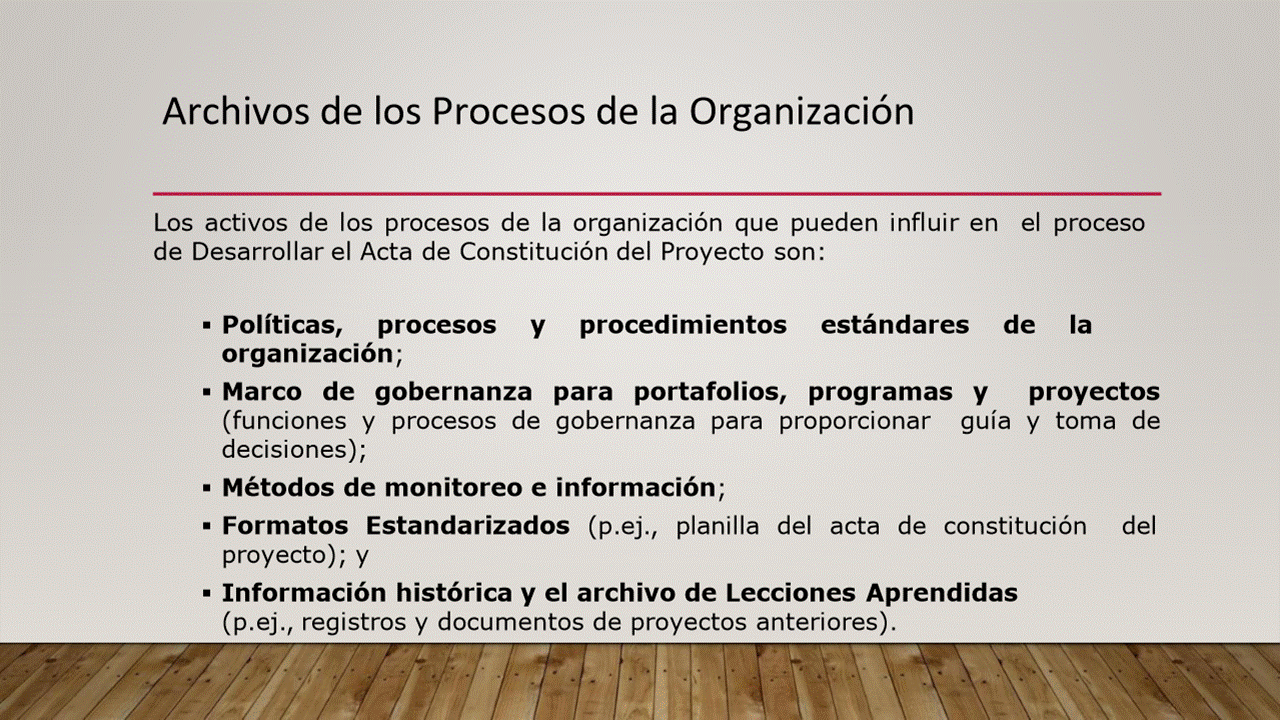 Archivos de los Procesos de la Organización
Los activos de los procesos de la organización que pueden influir en el proceso
de Desarrollar el Acta de Constitución del Proyecto son:
▪ Políticas, procesos y procedimientos estándares de la
organización;
▪ Marco de gobernanza para portafolios, programas y proyectos
(funciones y procesos de gobernanza para proporcionar guía y toma de
decisiones);
▪ Métodos de monitoreo e información;
▪ Formatos Estandarizados (p.ej., planilla del acta de constitución del
proyecto); y
▪ Información histórica y el archivo de Lecciones Aprendidas
(p.ej., registros y documentos de proyectos anteriores).